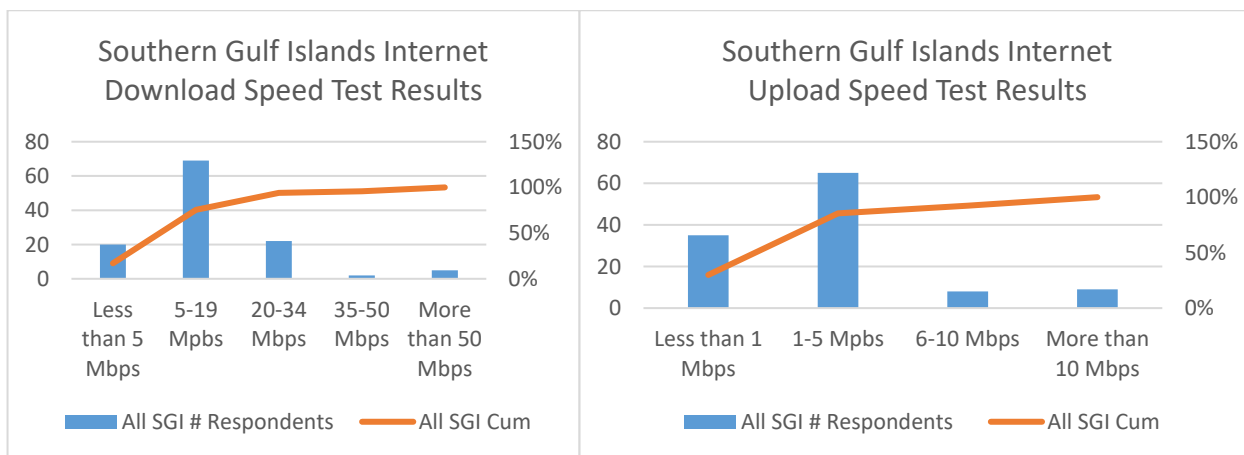 Southern Gulf Islands Internet
Download Speed Test Results
80
60
40
20
0
150%
100%
50%
0%
Less than 5 Mbps
5-19 Mpbs
20-34 Mbps
35-50 Mbps
More than 50 Mbps
All SGI # Respondents
All SGI Cum
Southern Gulf Islands Internet
Upload Speed Test Results
80
60
40
20
0
150%
100%
50%
0%
Less than 1 Mbps
1-5 Mpbs
6-10 Mbps
More than 10 Mbps
All SGI # Respondents
All SGI Cum